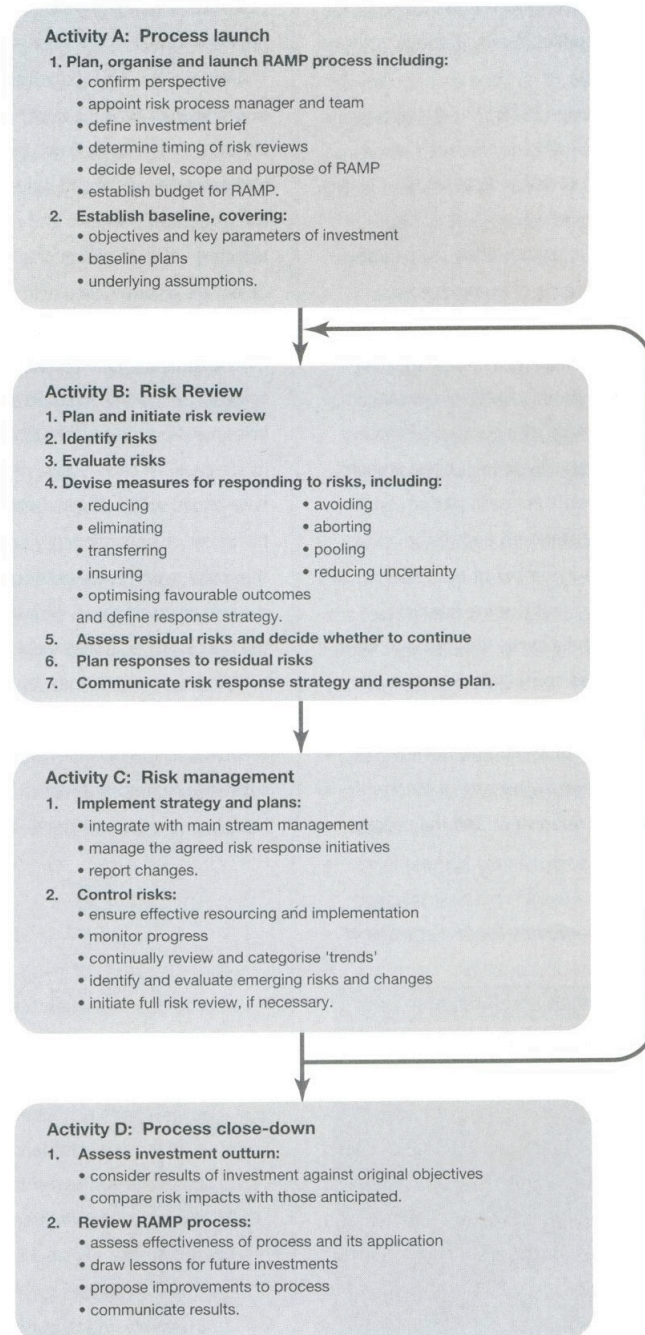 Activity A: Process launch
1. Plan, organise and launch RAMP process including:
• confirm perspective
• appoint risk process manager and team
• define investment brief
• determine timing of risk reviews
• decide level, scope and purpose of RAMP
• establish budget for RAMP.
2. Establish baseline, covering:
• objectives and key parameters of investment
• baseline plans
• underlying assumptions.
Activity B: Risk Review
1. Plan and initiate risk review
2. Identify risks
3. Evaluate risks
4. Devise measures for responding to risks, including:
• reducing • avoiding
• eliminating • aborting
• transferring • pooling
• insuring • reducing uncertainty
• optimising favourable outcomes
and define response strategy.
5. Assess residual risks and decide whether to continue
6. Plan responses to residual risks
7. Communicate risk response strategy and response plan.
Activity C: Risk management
1. Implement strategy and plans:
• integrate with main stream management
• manage the agreed risk response initiatives
• report changes.
2. Control risks:
• ensure effective resourcing and implementation
• monitor progress
• continually review and categorise 'trends'
• identify and evaluate emerging risks and changes
• initiate full risk review, if necessary.
Activity D: Process close-down
1. Assess investment outturn:
• consider results of investment against original objectives
• compare risk impacts with those anticipated.
2. Review RAMP process:
• assess effectiveness of process and its application
• draw lessons for future investments
• propose improvements to process
• communicate results.